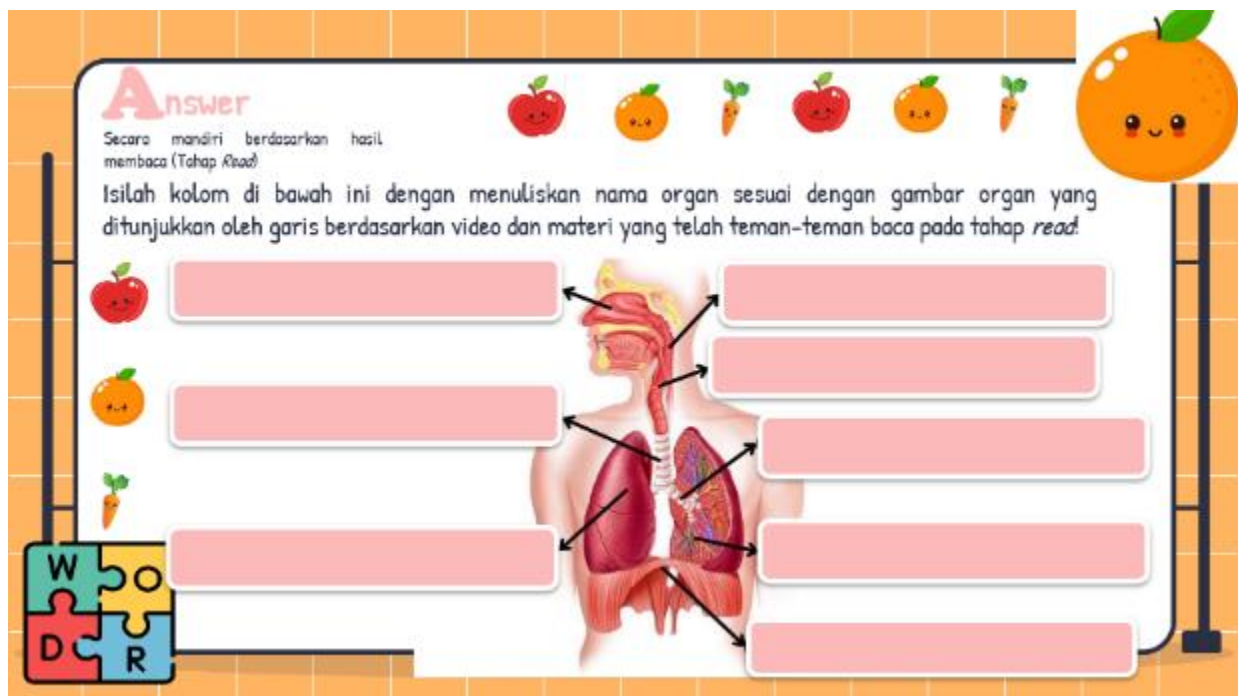 Answer
Secara mandiri berdasarkan hasil
membaca (Tahap Read)
Isilah kolom di bawah ini dengan menuliskan nama organ sesuai dengan gambar organ yang
ditunjukkan oleh garis berdasarkan video dan materi yang telah teman-teman baca pada tahap read!
W O
D R